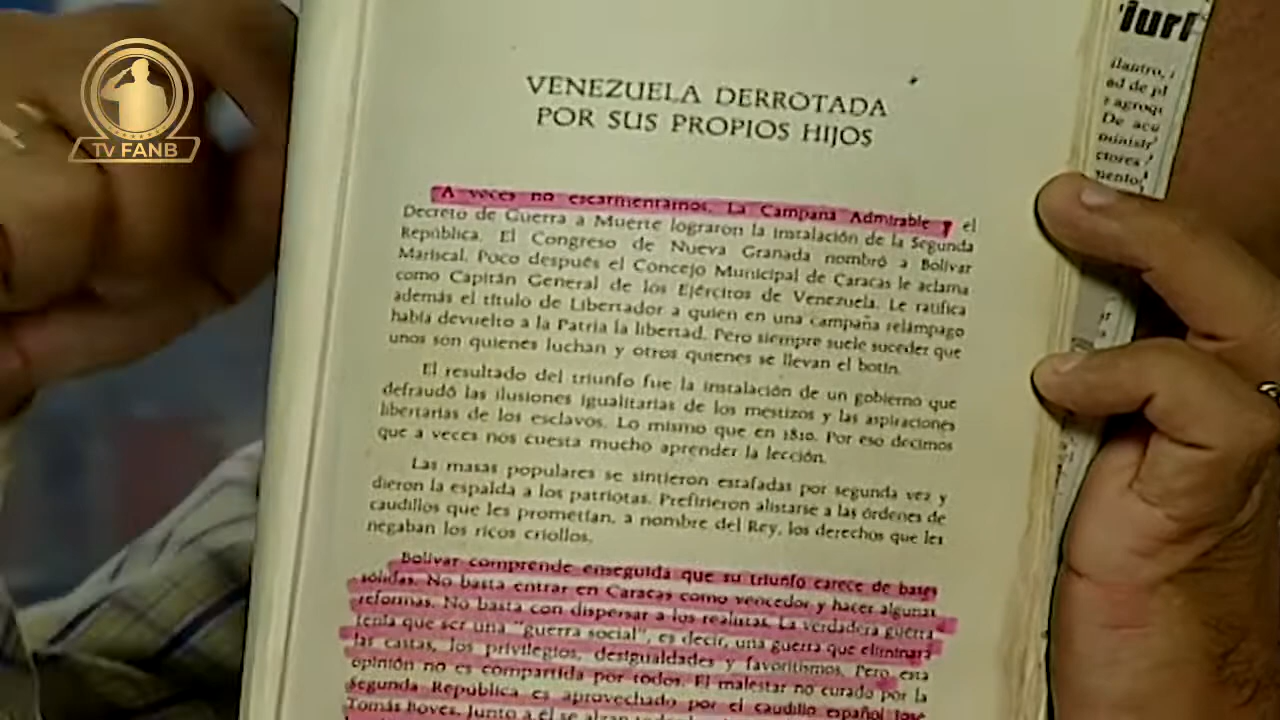 TV FANB
VENEZUELA DERROTADA
POR SUS PROPIOS HIJOS
A veces no escarmentamos. La Campaña Admirable y el
Decreto de Guerra a Muerte lograron la instalación de la Segunda
República. El Congreso de Nueva Granada nombró a Bolívar
Mariscal. Poco después el Concejo Municipal de Caracas le aclama
como Capitán General de los Ejércitos de Venezuela. Le ratifica
además el título de Libertador a quien en una campaña relámpago
había devuelto a la Patria la libertad. Pero siempre suele suceder que
unos son quienes luchan y otros quienes se llevan el botín.
El resultado del triunfo fue la instalación de un gobierno que
defraudó las ilusiones igualitarias de los mestizos y las aspiraciones
libertarias de los esclavos. Lo mismo que en 1810. Por eso decimos
que a veces nos cuesta mucho aprender la lección.
Las masas populares se sintieron estafadas por segunda vez y
dieron la espalda a los patriotas. Prefirieron alistarse a las órdenes de
caudillos que les prometían, a nombre del Rey, los derechos que les
negaban los ricos criollos.
Bolívar comprende enseguida que su triunfo carece de bases
sólidas. No basta entrar en Caracas como vencedor y hacer algunas
reformas. No basta con dispersar a los realistas. La verdadera guerra
tenía que ser una "guerra social", es decir, una guerra que eliminara
las castas, los privilegios, desigualdades y favoritismos. Pero esta
opinión no es compartida por todos. El malestar no curado por la
Segunda República es aprovechado por el caudillo español José
Tomás Boves. Junto a él se alzan
ilantro,
ad de pl
agroqu
De acu
ministr
ctores
mento,